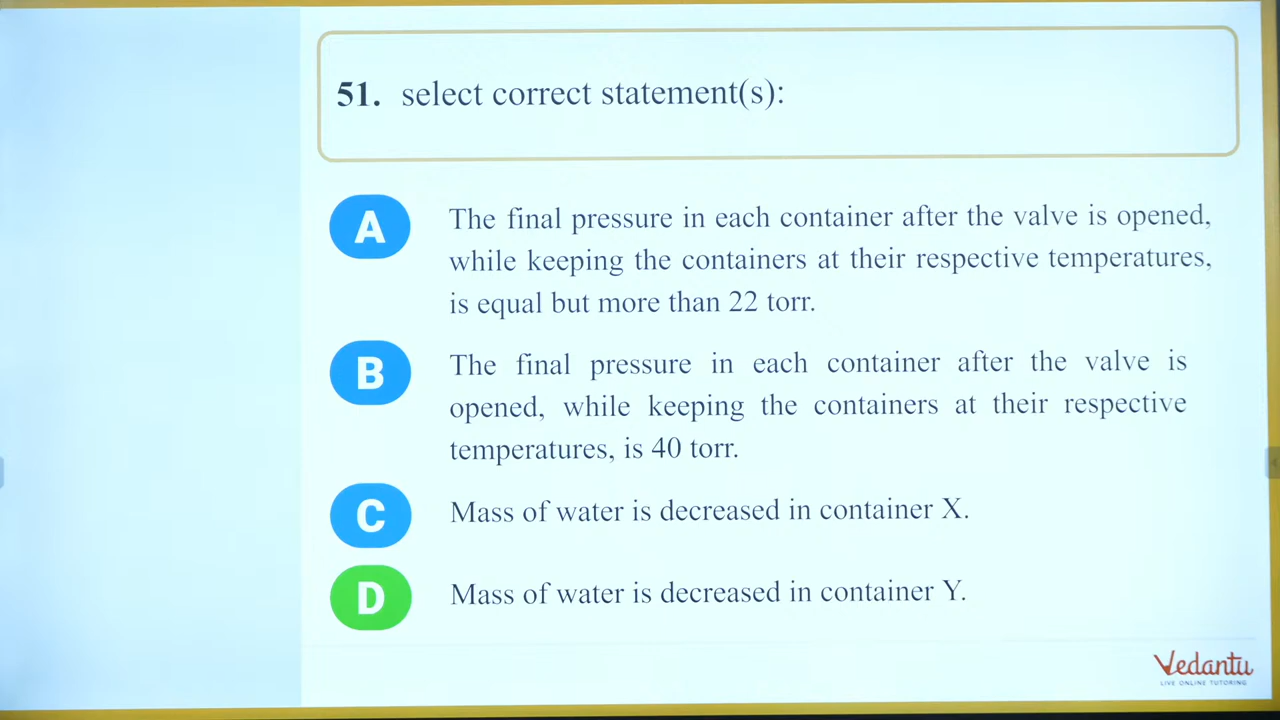 51. select correct statement(s):
A The final pressure in each container after the valve is opened,
while keeping the containers at their respective temperatures,
is equal but more than 22 torr.
B The final pressure in each container after the valve is
opened, while keeping the containers at their respective
temperatures, is 40 torr.
C Mass of water is decreased in container X.
D Mass of water is decreased in container Y.
Vedantu
LIVE ONLINE TUTORING